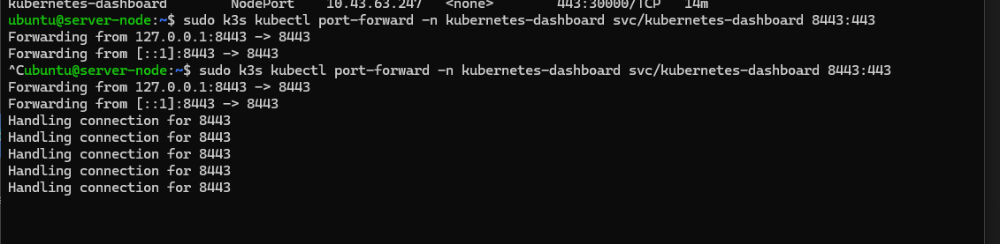 kubernetes-dashboard NodePort 10.43.63.247 <none> 443:30000/TCP 14m
ubuntu@server-node:~$ sudo k3s kubectl port-forward -n kubernetes-dashboard svc/kubernetes-dashboard 8443:443
Forwarding from 127.0.0.1:8443 -> 8443
Forwarding from [::1]:8443 -> 8443
^Cubuntu@server-node:~$ sudo k3s kubectl port-forward -n kubernetes-dashboard svc/kubernetes-dashboard 8443:443
Forwarding from 127.0.0.1:8443 -> 8443
Forwarding from [::1]:8443 -> 8443
Handling connection for 8443
Handling connection for 8443
Handling connection for 8443
Handling connection for 8443
Handling connection for 8443